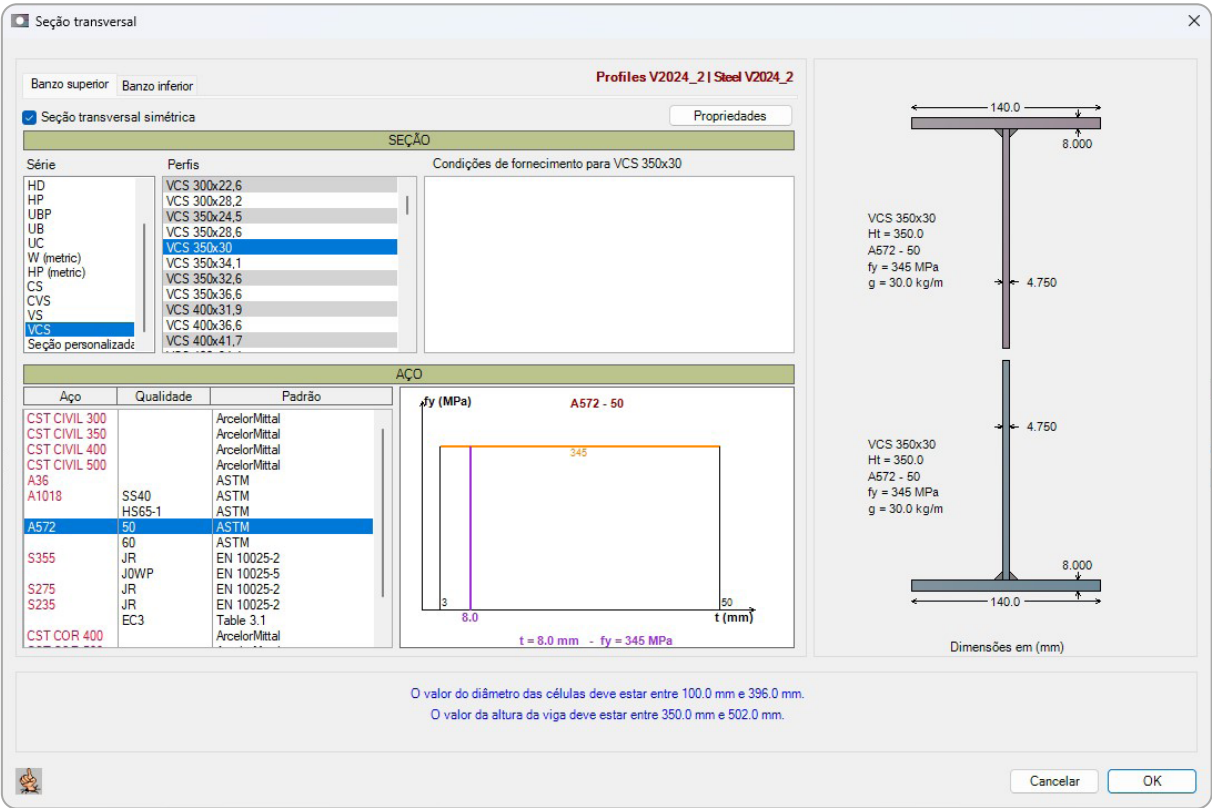 Seção transversal
Banzo superior Banzo inferior Profiles V2024_2 | Steel V2024_2
Seção transversal simétrica Propriedades
SEÇÃO
Série Perfis Condições de fornecimento para VCS 350x30
HD
HP
UBP
UB
UC
W (metric)
HP (metric)
CS
CVS
VS
VCS
Seção personalizada
VCS 300x22,6
VCS 300x28,2
VCS 350x24,5
VCS 350x28,6
VCS 350x30
VCS 350x34,1
VCS 350x32,6
VCS 350x36,6
VCS 400x31,9
VCS 400x36,6
VCS 400x41,7
AÇO
Aço Qualidade Padrão
CST CIVIL 300 ArcelorMittal
CST CIVIL 350 ArcelorMittal
CST CIVIL 400 ArcelorMittal
CST CIVIL 500 ArcelorMittal
A36 ASTM
A1018 SS40 ASTM
HS65-1 ASTM
A572 50 ASTM
60 ASTM
S355 JR EN 10025-2
J0WP EN 10025-5
S275 JR EN 10025-2
S235 JR EN 10025-2
EC3 Table 3.1
CST COR 400 ArcelorMittal
fy (MPa)
A572 - 50
345
3
50
8.0
t (mm)
t = 8.0 mm - fy = 345 MPa
140.0
8.000
VCS 350x30
Ht = 350.0
A572 - 50
fy = 345 MPa
g = 30.0 kg/m
4.750
4.750
VCS 350x30
Ht = 350.0
A572 - 50
fy = 345 MPa
g = 30.0 kg/m
8.000
140.0
Dimensões em (mm)
O valor do diâmetro das células deve estar entre 100.0 mm e 396.0 mm.
O valor da altura da viga deve estar entre 350.0 mm e 502.0 mm.
Cancelar OK